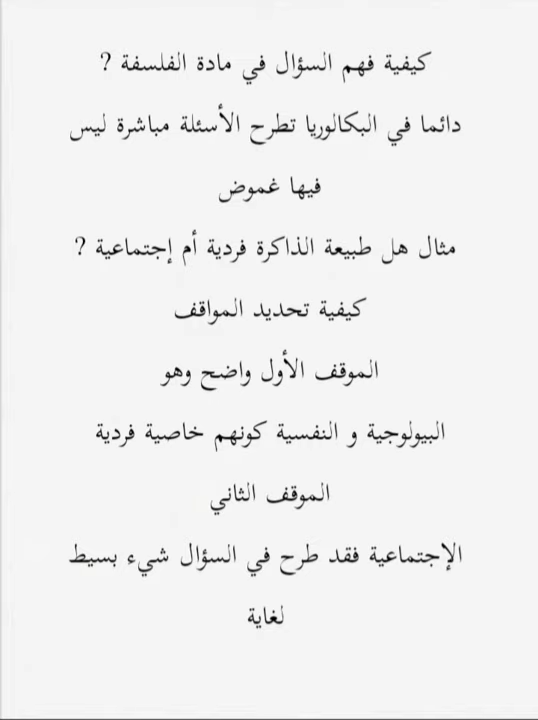 كيفية فهم السؤال في مادة الفلسفة ?
دائما في البكالوريا تطرح الأسئلة مباشرة ليس
فيها غموض
مثال هل طبيعة الذاكرة فردية أم إجتماعية ?
كيفية تحديد المواقف
الموقف الأول واضح وهو
البيولوجية و النفسية كونهم خاصية فردية
الموقف الثاني
الإجتماعية فقد طرح في السؤال شيء بسيط
لغاية